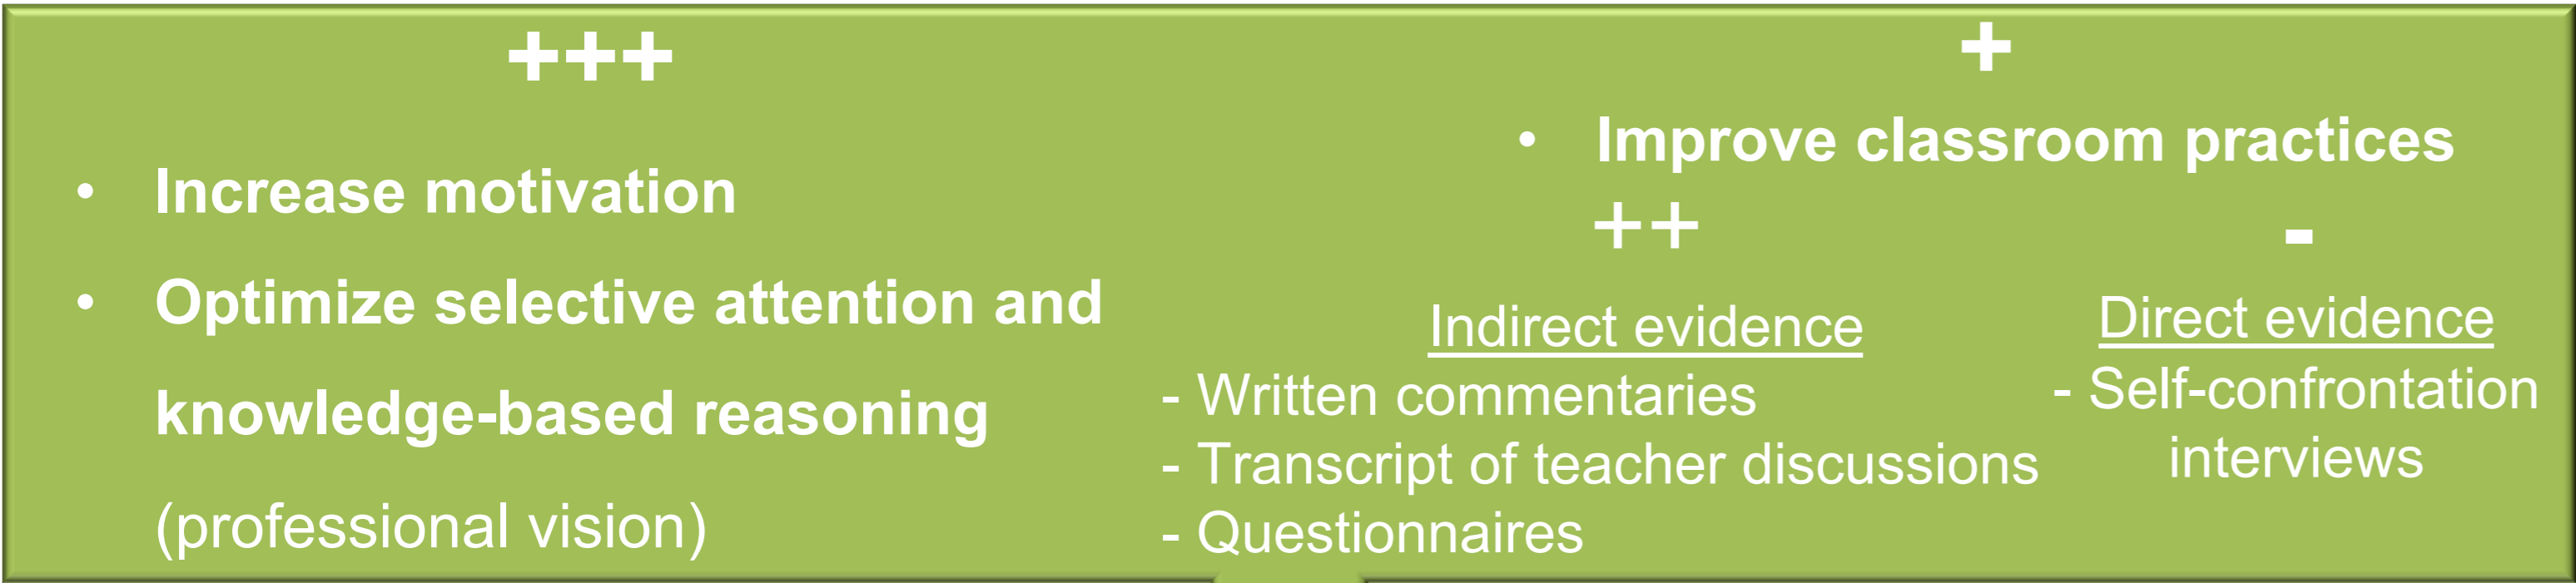 +++
• Increase motivation
• Optimize selective attention and
knowledge-based reasoning
(professional vision)
+
• Improve classroom practices
++
Indirect evidence
- Written commentaries
- Transcript of teacher discussions
- Questionnaires
-
Direct evidence
- Self-confrontation
interviews